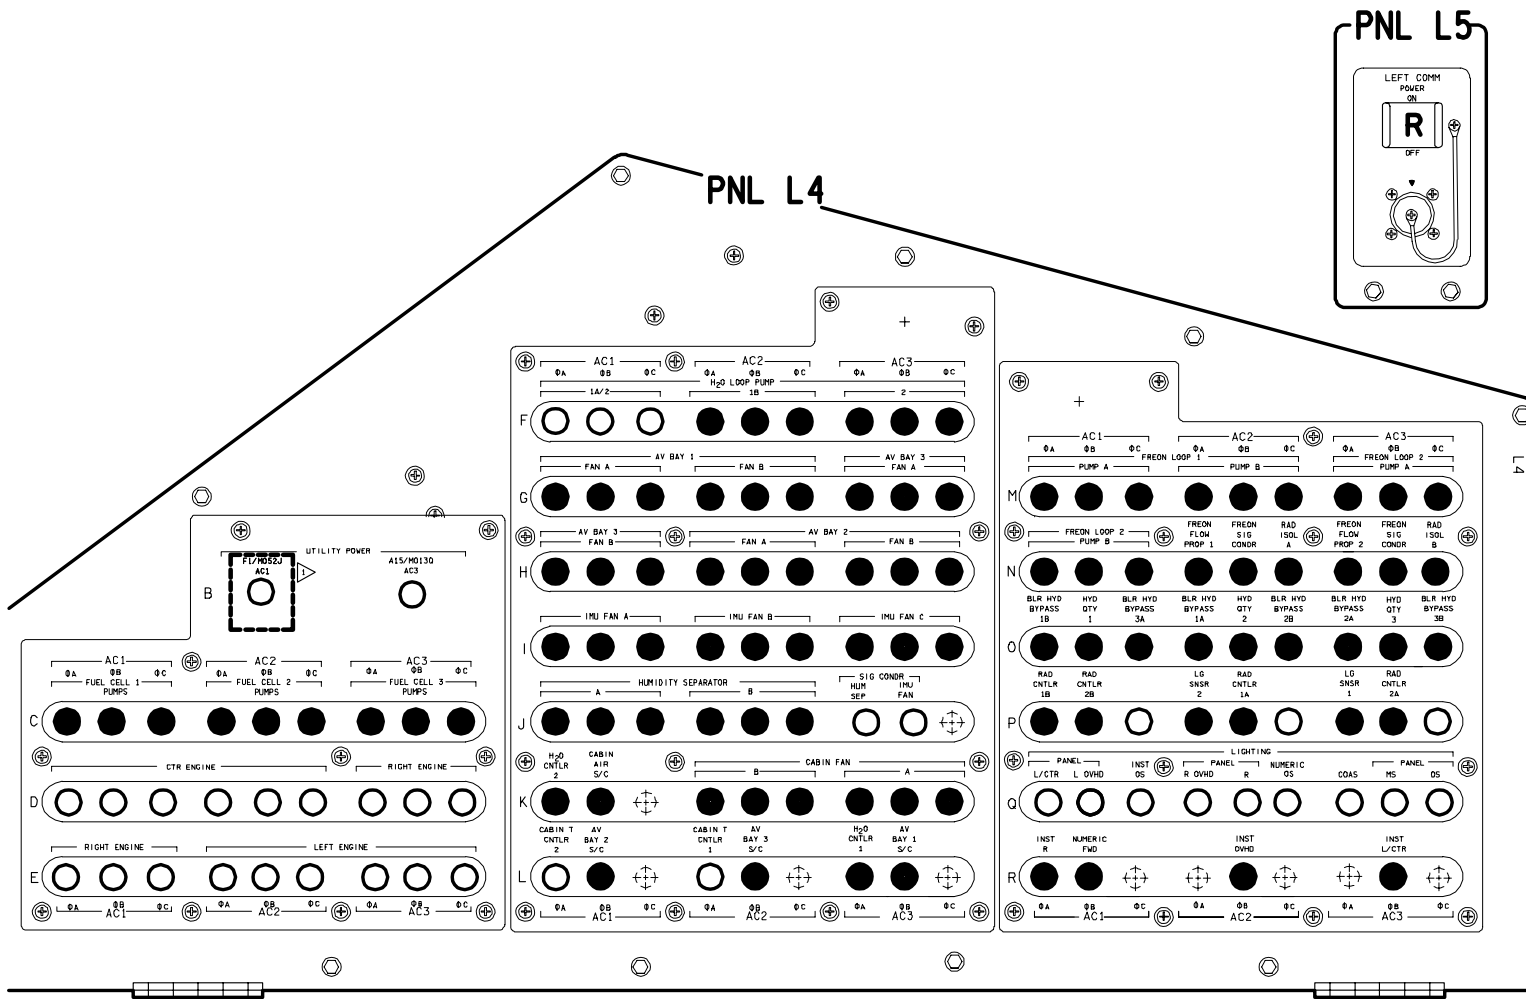 PNL L5
LEFT COMM
POWER
ON
R
OFF
PNL L4
L4
UTILITY POWER
F1/MO52J A15/MO13Q
AC1 AC3
1
B
AC1 AC2 AC3
ΦA ΦB ΦC ΦA ΦB ΦC ΦA ΦB ΦC
FUEL CELL 1 FUEL CELL 2 FUEL CELL 3
PUMPS PUMPS PUMPS
C
CTR ENGINE RIGHT ENGINE
D
RIGHT ENGINE LEFT ENGINE
E
ΦA ΦB ΦC ΦA ΦB ΦC ΦA ΦB ΦC
AC1 AC2 AC3
AC1 AC2 AC3
ΦA ΦB ΦC ΦA ΦB ΦC ΦA ΦB ΦC
H2O LOOP PUMP
1A/2 1B 2
F
AV BAY 1 AV BAY 3
FAN A FAN B FAN A
G
AV BAY 3 AV BAY 2
FAN B FAN A FAN B
H
IMU FAN A IMU FAN B IMU FAN C
I
HUMIDITY SEPARATOR SIG CONDR
A B HUM IMU
SEP FAN
J
H2O CABIN CABIN FAN
CNTLR AIR B A
2 S/C
K
CABIN T AV CABIN T AV H2O AV
CNTLR BAY 2 CNTLR BAY 3 CNTLR BAY 1
2 S/C 1 S/C 1 S/C
L
ΦA ΦB ΦC ΦA ΦB ΦC ΦA ΦB ΦC
AC1 AC2 AC3
AC1 AC2 AC3
ΦA ΦB ΦC ΦA ΦB ΦC ΦA ΦB ΦC
FREON LOOP 1 FREON LOOP 2
PUMP A PUMP B PUMP A
M
FREON LOOP 2 FREON FREON RAD FREON FREON RAD
PUMP B FLOW SIG ISOL FLOW SIG ISOL
PROP 1 CONDR A PROP 2 CONDR B
N
BLR HYD HYD BLR HYD BLR HYD HYD BLR HYD BLR HYD HYD BLR HYD
BYPASS QTY BYPASS BYPASS QTY BYPASS BYPASS QTY BYPASS
1B 1 3A 1A 2 2B 2A 3 3B
O
RAD RAD LG RAD LG RAD
CNTLR CNTLR SNSR CNTLR SNSR CNTLR
1B 2B 2 1A 1 2A
P
LIGHTING
PANEL INST PANEL NUMERIC PANEL
L/CTR L OVHD OS R OVHD R OS COAS MS OS
Q
INST NUMERIC INST INST
R FWD OVHD L/CTR
R
ΦA ΦB ΦC ΦA ΦB ΦC ΦA ΦB ΦC
AC1 AC2 AC3